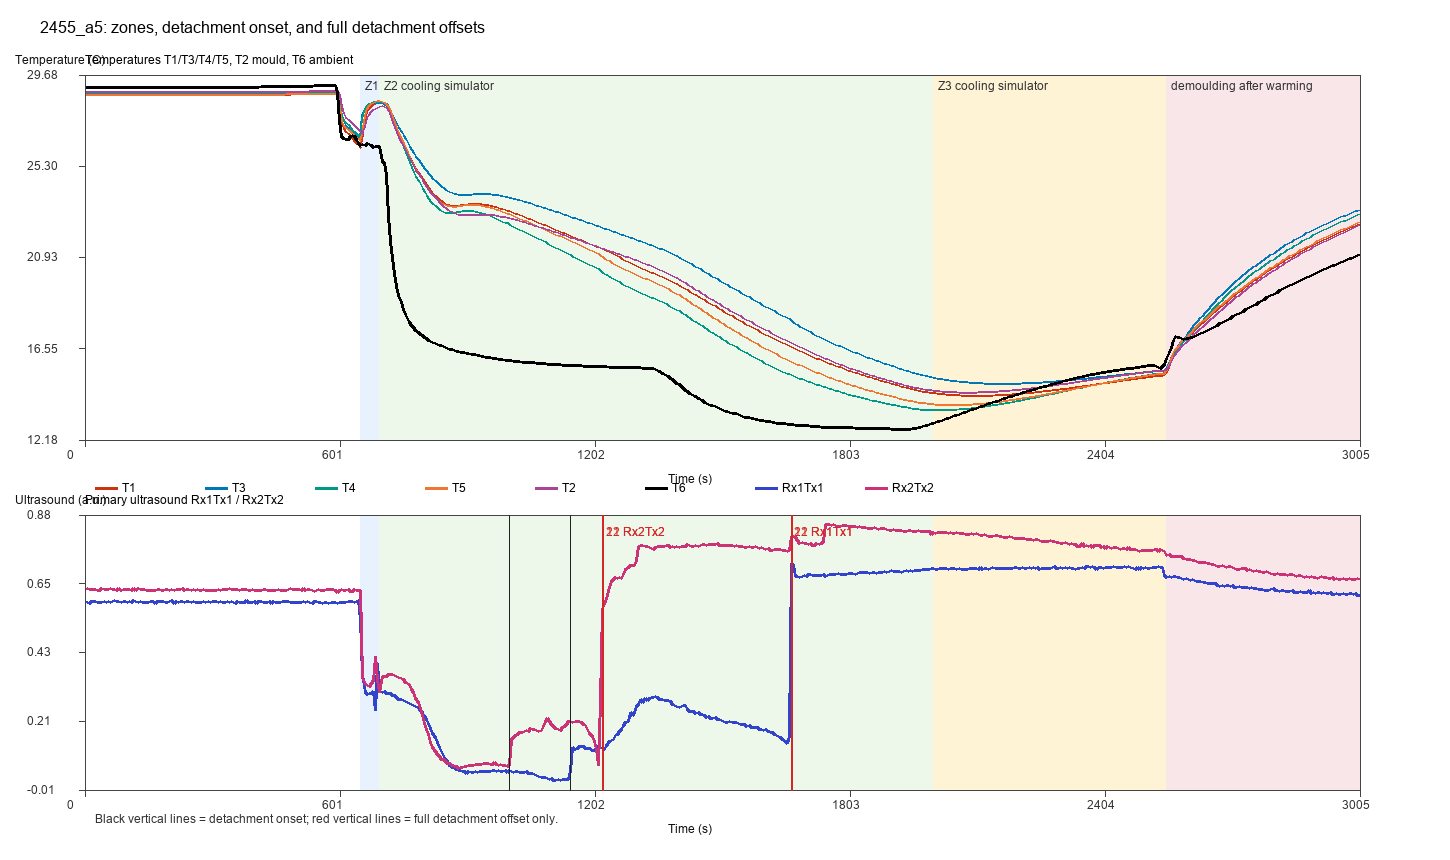 2455_a5: zones, detachment onset, and full detachment offsets
Temperature (C)
Temperatures T1/T3/T4/T5, T2 mould, T6 ambient
29.68
Z1 Z2 cooling simulator Z3 cooling simulator demoulding after warming
25.30
20.93
16.55
12.18
0 601 1202 1803 2404 3005
Time (s)
T1 T3 T4 T5 T2 T6 Rx1Tx1 Rx2Tx2
Ultrasound (a.u.)
Primary ultrasound Rx1Tx1 / Rx2Tx2
0.88
Rx2Tx2 Rx1Tx1
0.65
0.43
0.21
-0.01
0 601 1202 1803 2404 3005
Black vertical lines = detachment onset; red vertical lines = full detachment offset only.
Time (s)